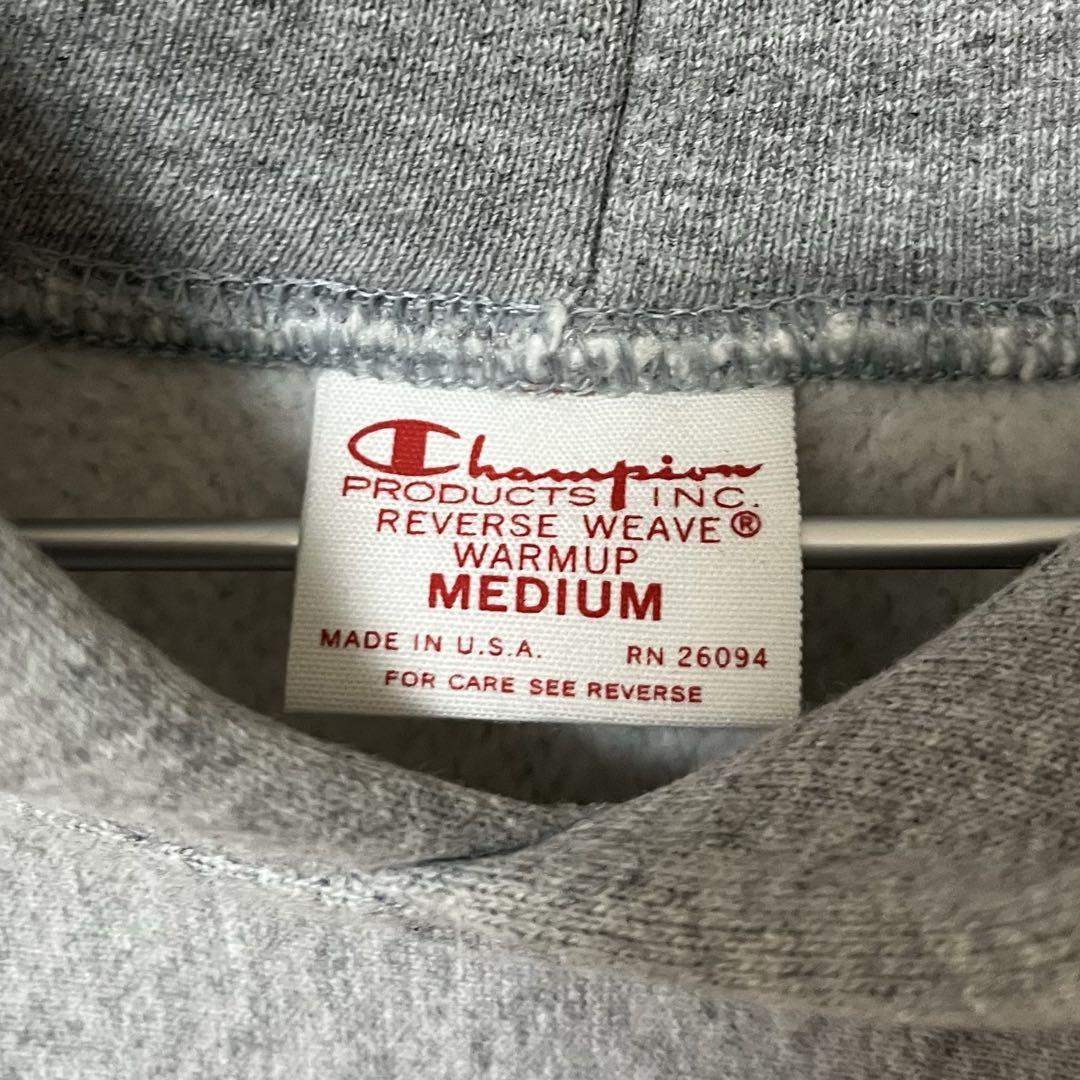 Champion
PRODUCTS INC.
REVERSE WEAVE®
WARMUP
MEDIUM
MADE IN U.S.A. RN 26094
FOR CARE SEE REVERSE